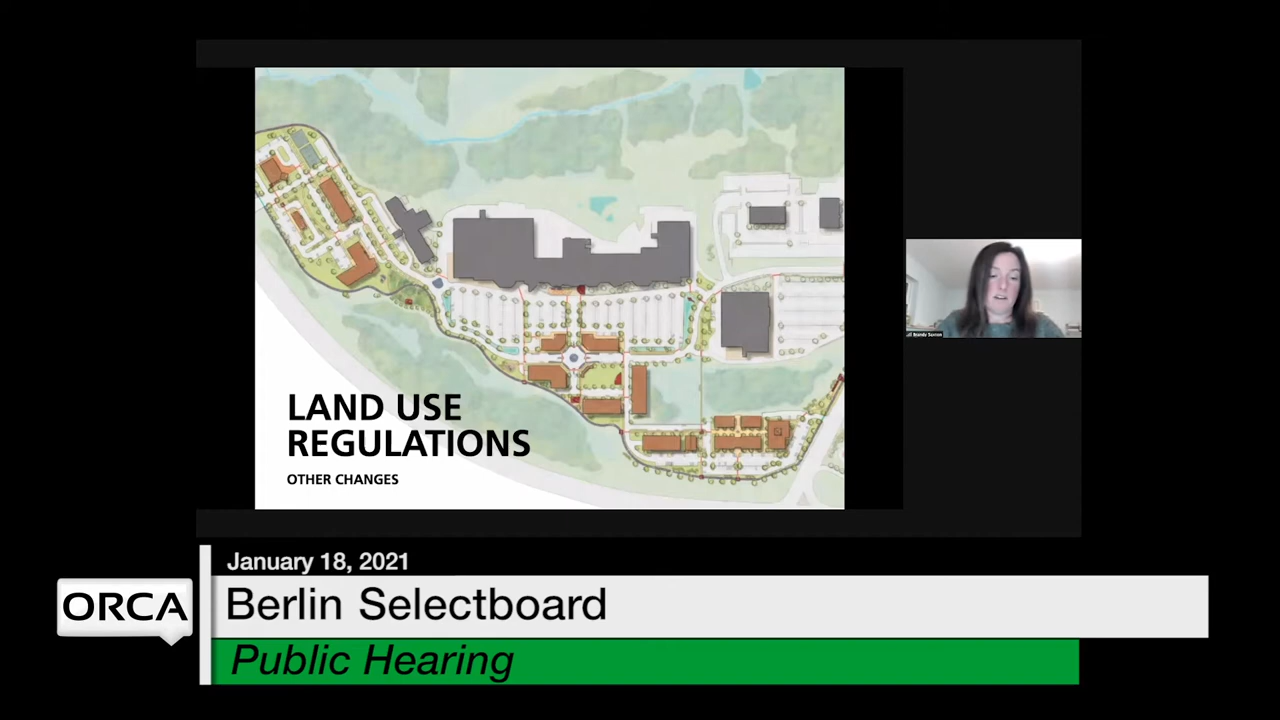 LAND USE
REGULATIONS
OTHER CHANGES
January 18, 2021
ORCA
Berlin Selectboard
Public Hearing